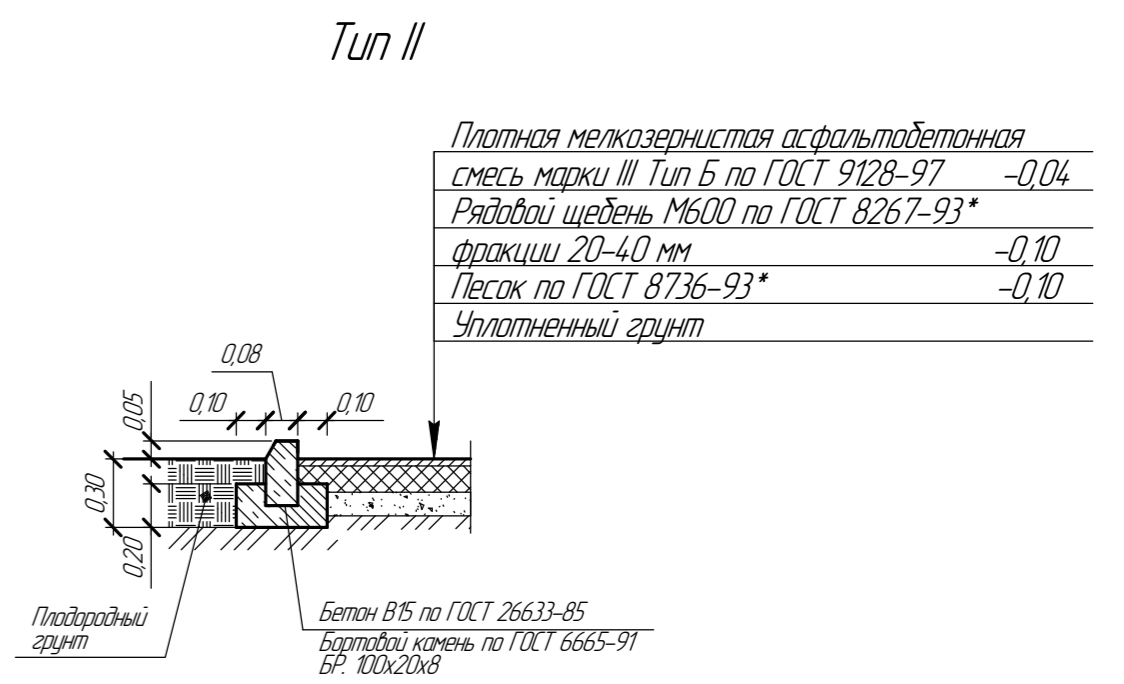 Тип II
Плотная мелкозернистая асфальтобетонная
смесь марки III Тип Б по ГОСТ 9128-97 -0,04
Рядовой щебень М600 по ГОСТ 8267-93*
фракции 20-40 мм -0,10
Песок по ГОСТ 8736-93* -0,10
Уплотненный грунт
0,08
0,05
0,10
0,10
0,30
0,20
Плодородный
грунт
Бетон В15 по ГОСТ 26633-85
Бортовой камень по ГОСТ 6665-91
БР. 100х20х8